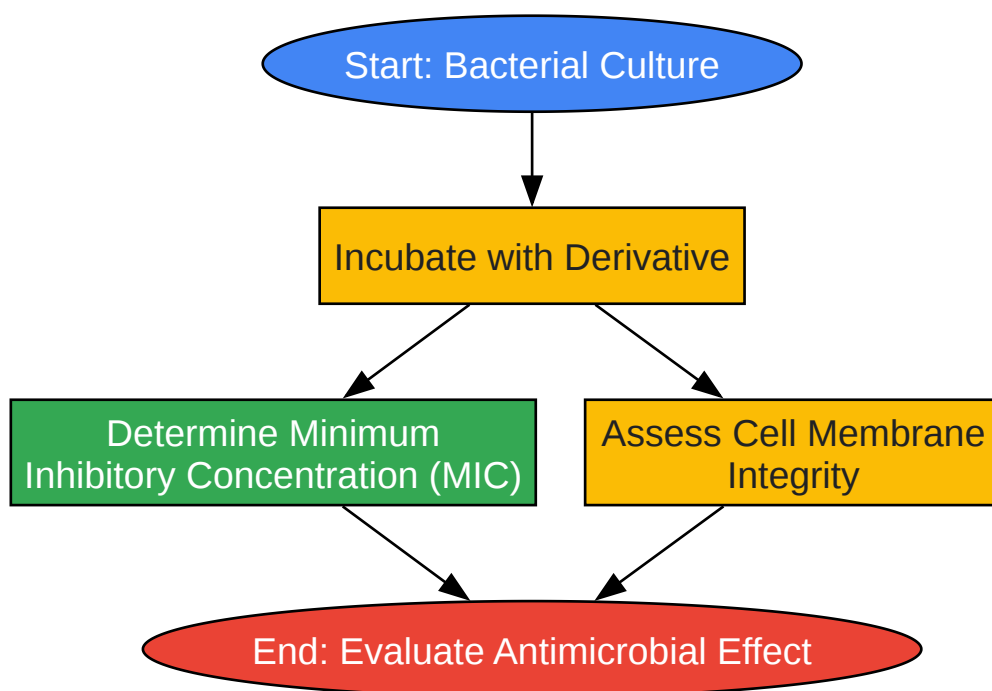 Start: Bacterial Culture
Incubate with Derivative
Determine Minimum
Inhibitory Concentration (MIC)
Assess Cell Membrane
Integrity
End: Evaluate Antimicrobial Effect